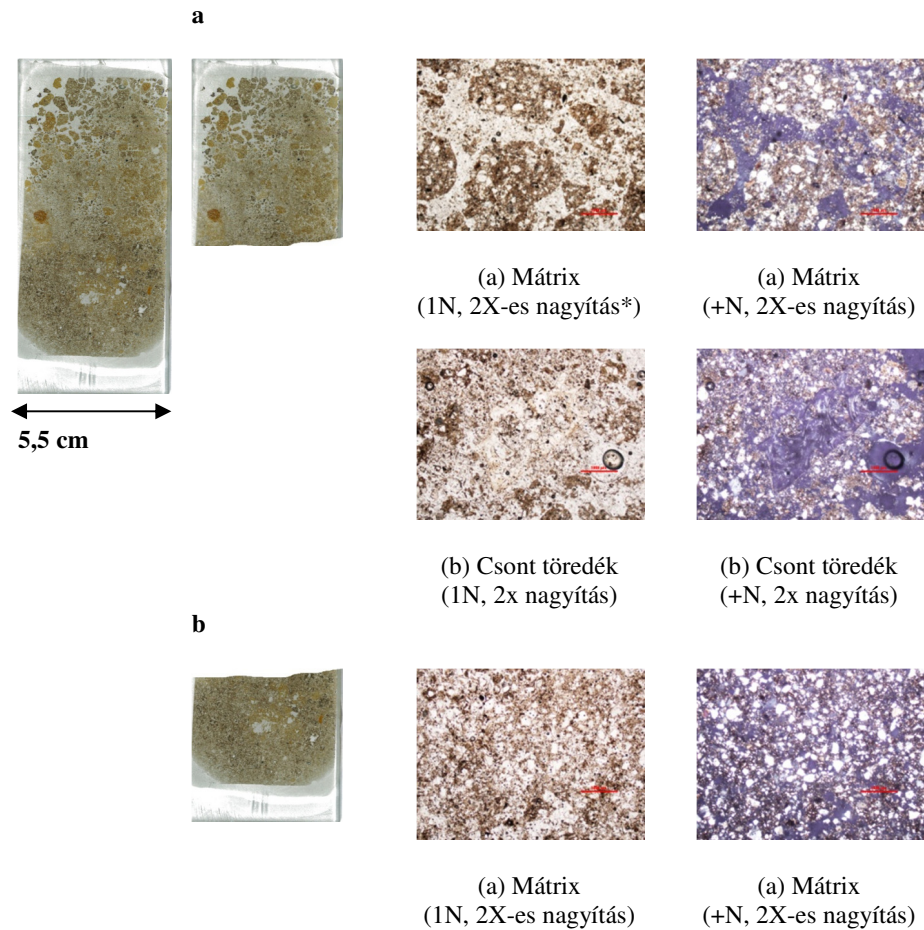 a
5,5 cm
(a) Mátrix
(1N, 2X-es nagyítás*)
(a) Mátrix
(+N, 2X-es nagyítás)
(b) Csont töredék
(1N, 2x nagyítás)
(b) Csont töredék
(+N, 2x nagyítás)
b
(a) Mátrix
(1N, 2X-es nagyítás)
(a) Mátrix
(+N, 2X-es nagyítás)